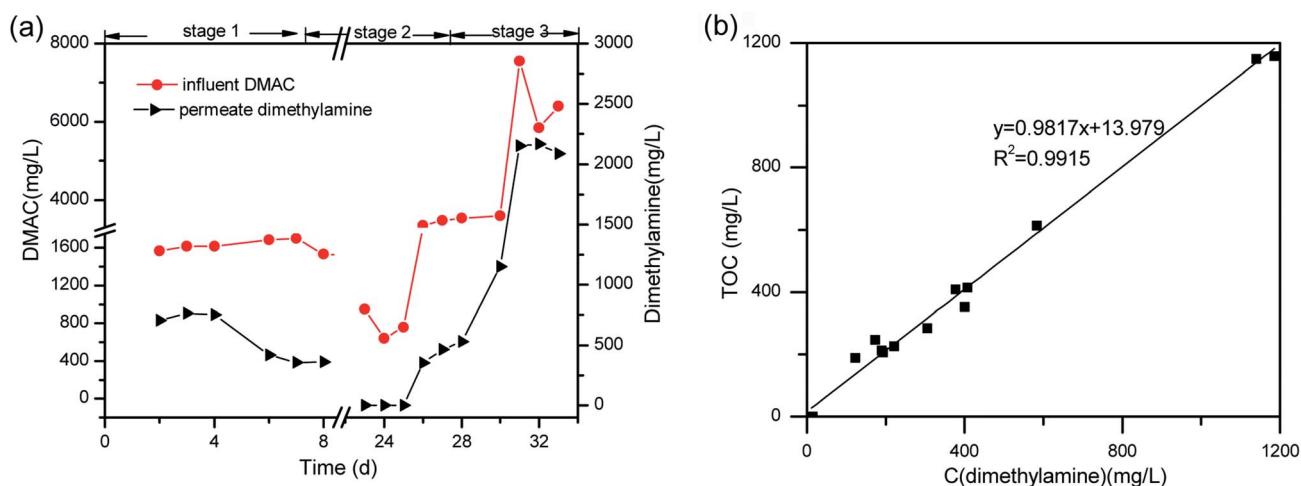 (a)
stage 1
stage 2
stage 3
8000
6000
4000
1600
1200
800
400
0
DMAC(mg/L)
influent DMAC
permeate dimethylamine
3000
2500
2000
1500
1000
500
0
Dimethylamine(mg/L)
0 4 8 24 28 32
Time (d)
(b)
1200
800
400
0
TOC (mg/L)
y=0.9817x+13.979
R²=0.9915
0 400 800 1200
C(dimethylamine)(mg/L)